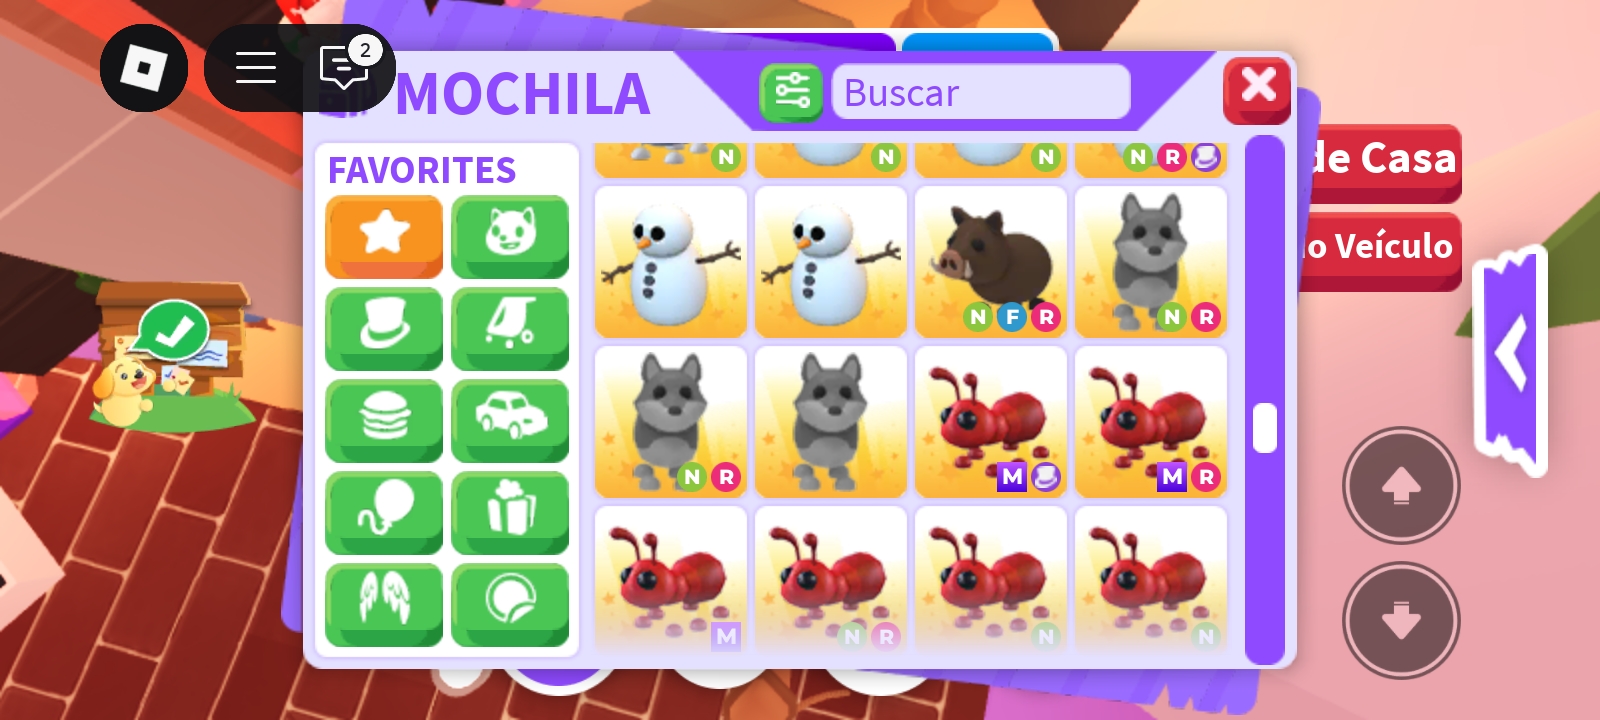 2
MOCHILA
Buscar
FAVORITES
N
N
N
N R
de Casa
o Veículo
N F R
N R
N R
M
M R
M
N R
N
N